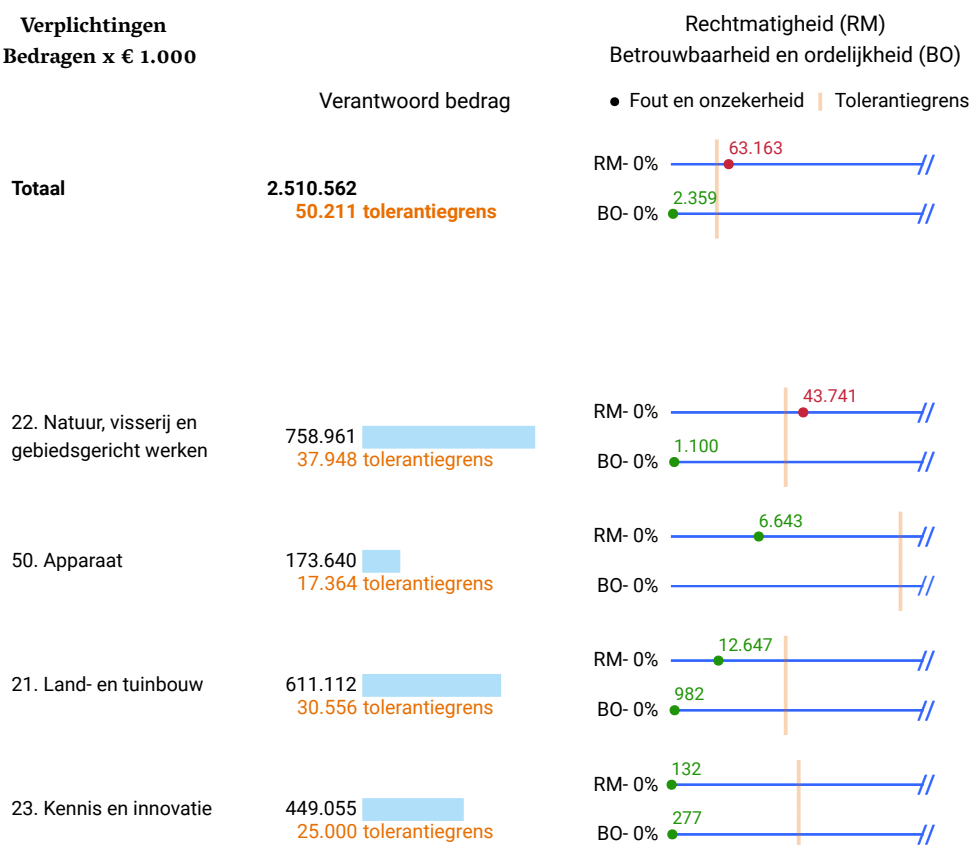 Verplichtingen
Bedragen x € 1.000
Rechtmatigheid (RM)
Betrouwbaarheid en ordelijkheid (BO)
Verantwoord bedrag
Fout en onzekerheid
Tolerantiegrens
Totaal
2.510.562
50.211 tolerantiegrens
RM- 0%
63.163
BO- 0%
2.359
22. Natuur, visserij en
gebiedsgericht werken
758.961
37.948 tolerantiegrens
RM- 0%
43.741
BO- 0%
1.100
50. Apparaat
173.640
17.364 tolerantiegrens
RM- 0%
6.643
BO- 0%
21. Land- en tuinbouw
611.112
30.556 tolerantiegrens
RM- 0%
12.647
BO- 0%
982
23. Kennis en innovatie
449.055
25.000 tolerantiegrens
RM- 0%
132
BO- 0%
277